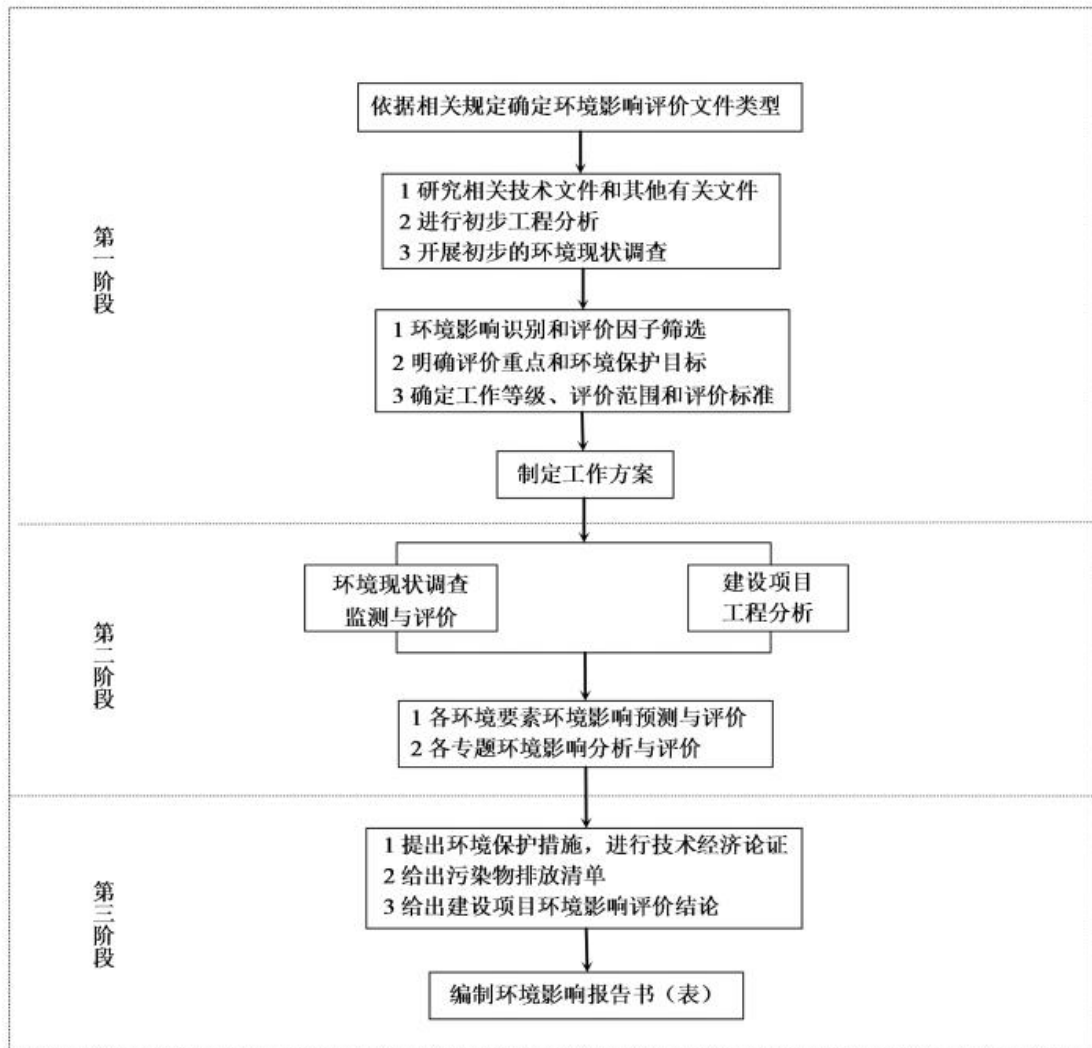 依据相关规定确定环境影响评价文件类型
1 研究相关技术文件和其他有关文件
2 进行初步工程分析
3 开展初步的环境现状调查
第一阶段
1 环境影响识别和评价因子筛选
2 明确评价重点和环境保护目标
3 确定工作等级、评价范围和评价标准
制定工作方案
环境现状调查
监测与评价
建设项目
工程分析
第二阶段
1 各环境要素环境影响预测与评价
2 各专题环境影响分析与评价
1 提出环境保护措施，进行技术经济论证
2 给出污染物排放清单
3 给出建设项目环境影响评价结论
第三阶段
编制环境影响报告书（表）